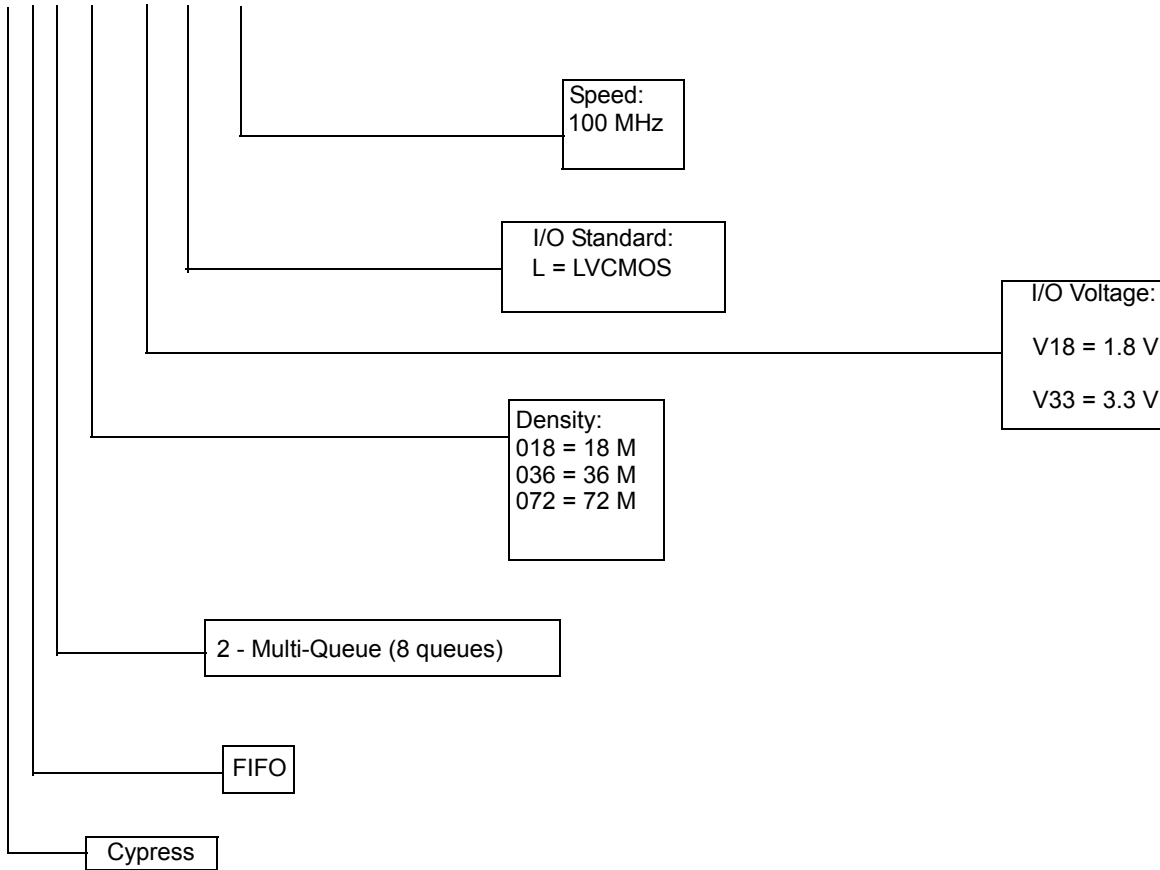 Speed:
100 MHz
I/O Standard:
L = LVCMOS
I/O Voltage:
V18 = 1.8 V
V33 = 3.3 V
Density:
018 = 18 M
036 = 36 M
072 = 72 M
2 - Multi-Queue (8 queues)
FIFO
Cypress